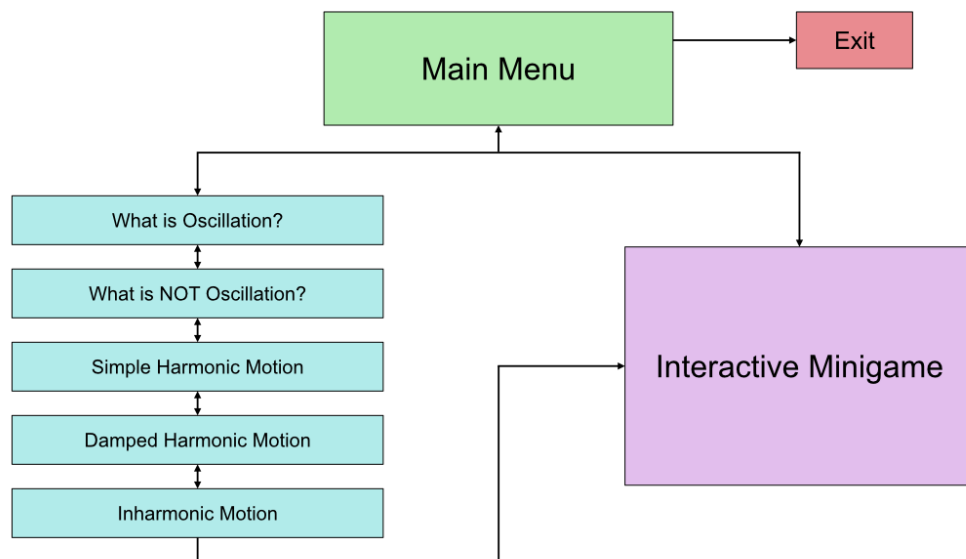 Main Menu
Exit
What is Oscillation?
What is NOT Oscillation?
Simple Harmonic Motion
Damped Harmonic Motion
Inharmonic Motion
Interactive Minigame